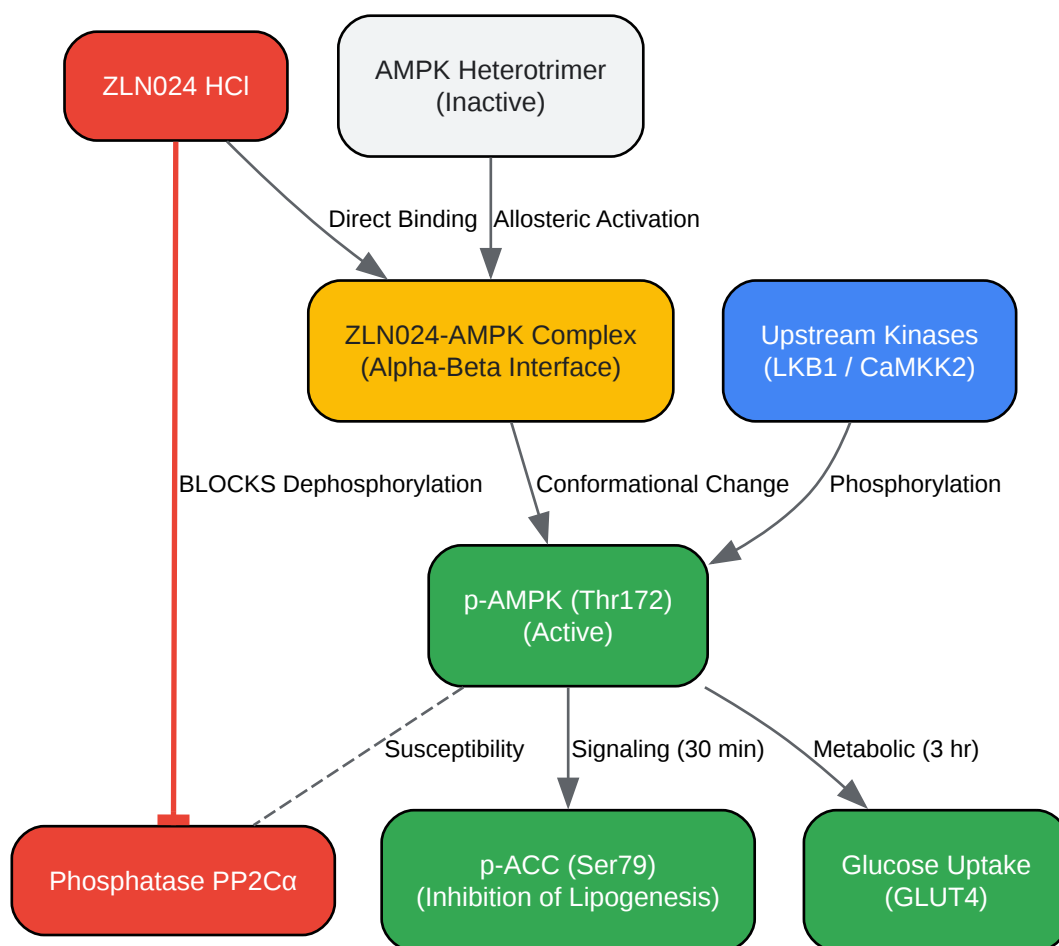 ZLN024 HCl
AMPK Heterotrimer
(Inactive)
Direct Binding
Allosteric Activation
ZLN024-AMPK Complex
(Alpha-Beta Interface)
Upstream Kinases
(LKB1 / CaMKK2)
BLOCKS Dephosphorylation
Conformational Change
Phosphorylation
p-AMPK (Thr172)
(Active)
Susceptibility
Signaling (30 min)
Metabolic (3 hr)
Phosphatase PP2Cα
p-ACC (Ser79)
(Inhibition of Lipogenesis)
Glucose Uptake
(GLUT4)